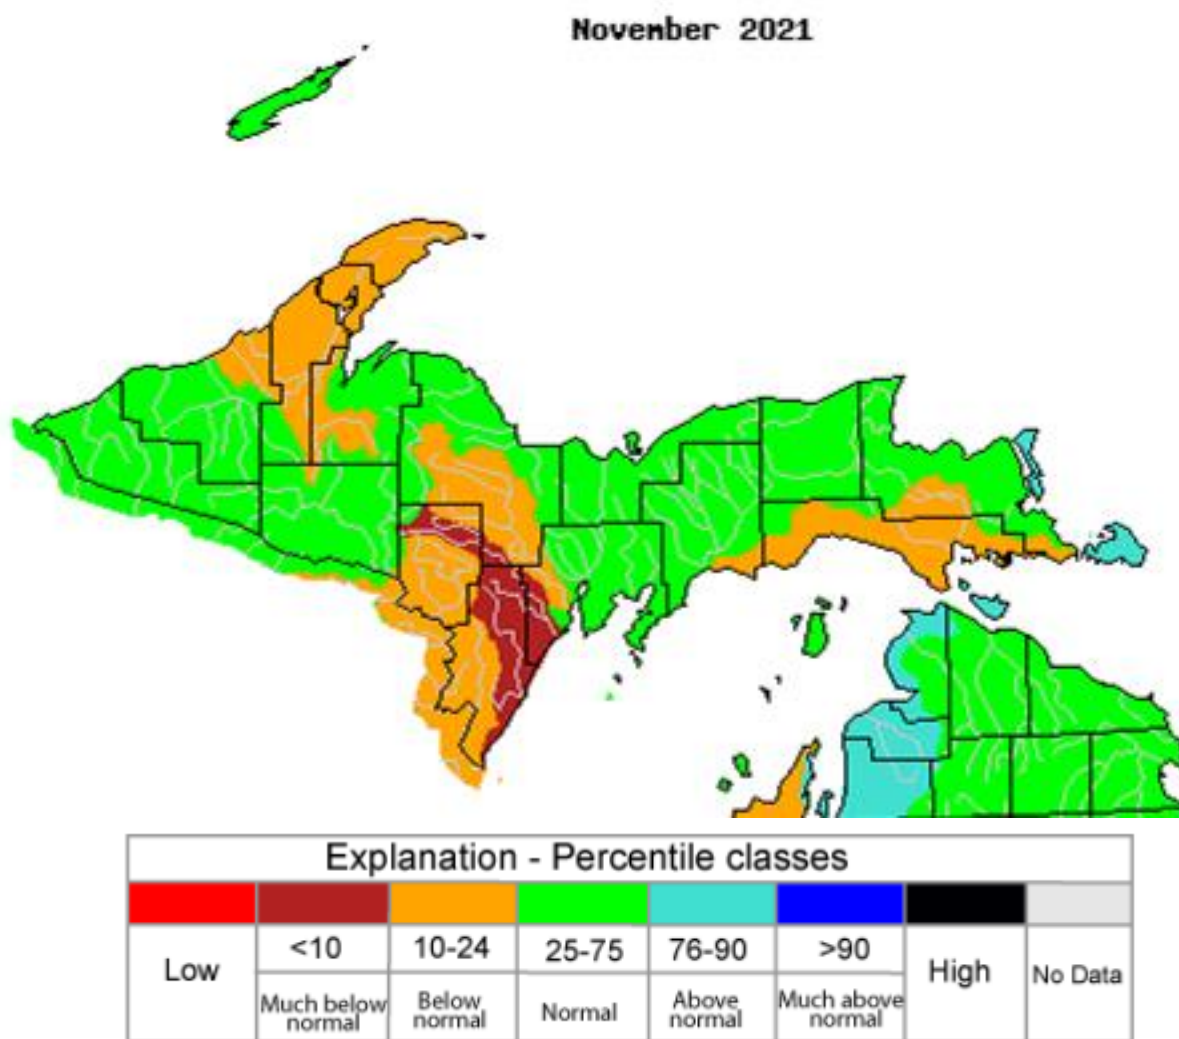 November 2021
Explanation - Percentile classes
Low <10 10-24 25-75 76-90 >90 High No Data
Much below normal Below normal Normal Above normal Much above normal